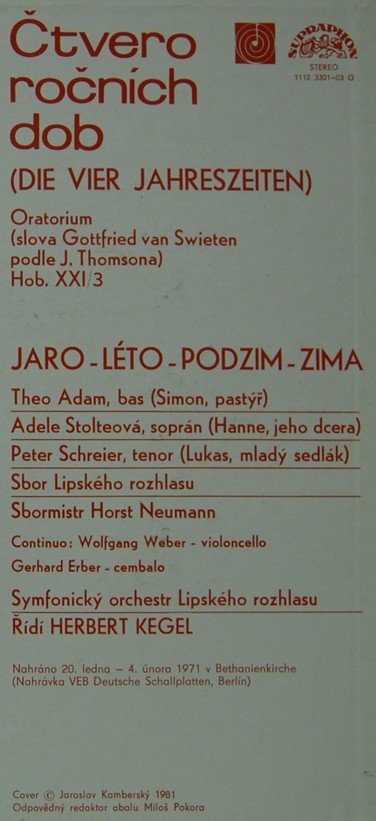 Čtvero
ročních
dob
SUPRAPHON
STEREO
1112 3301-03 G
(DIE VIER JAHRESZEITEN)
Oratorium
(slova Gottfried van Swieten
podle J. Thomsona)
Hob. XXI/3
JARO - LÉTO - PODZIM - ZIMA
Theo Adam, bas (Simon, pastýř)
Adele Stolteová, soprán (Hanne, jeho dcera)
Peter Schreier, tenor (Lukas, mladý sedlák)
Sbor Lipského rozhlasu
Sbormistr Horst Neumann
Continuo: Wolfgang Weber - violoncello
Gerhard Erber - cembalo
Symfonický orchestr Lipského rozhlasu
Řídí HERBERT KEGEL
Nahráno 20. ledna – 4. února 1971 v Bethanienkirche
(Nahrávka VEB Deutsche Schallplatten, Berlín)
Cover © Jaroslav Kamberský 1981
Odpovědný redaktor obalu Miloš Pokora